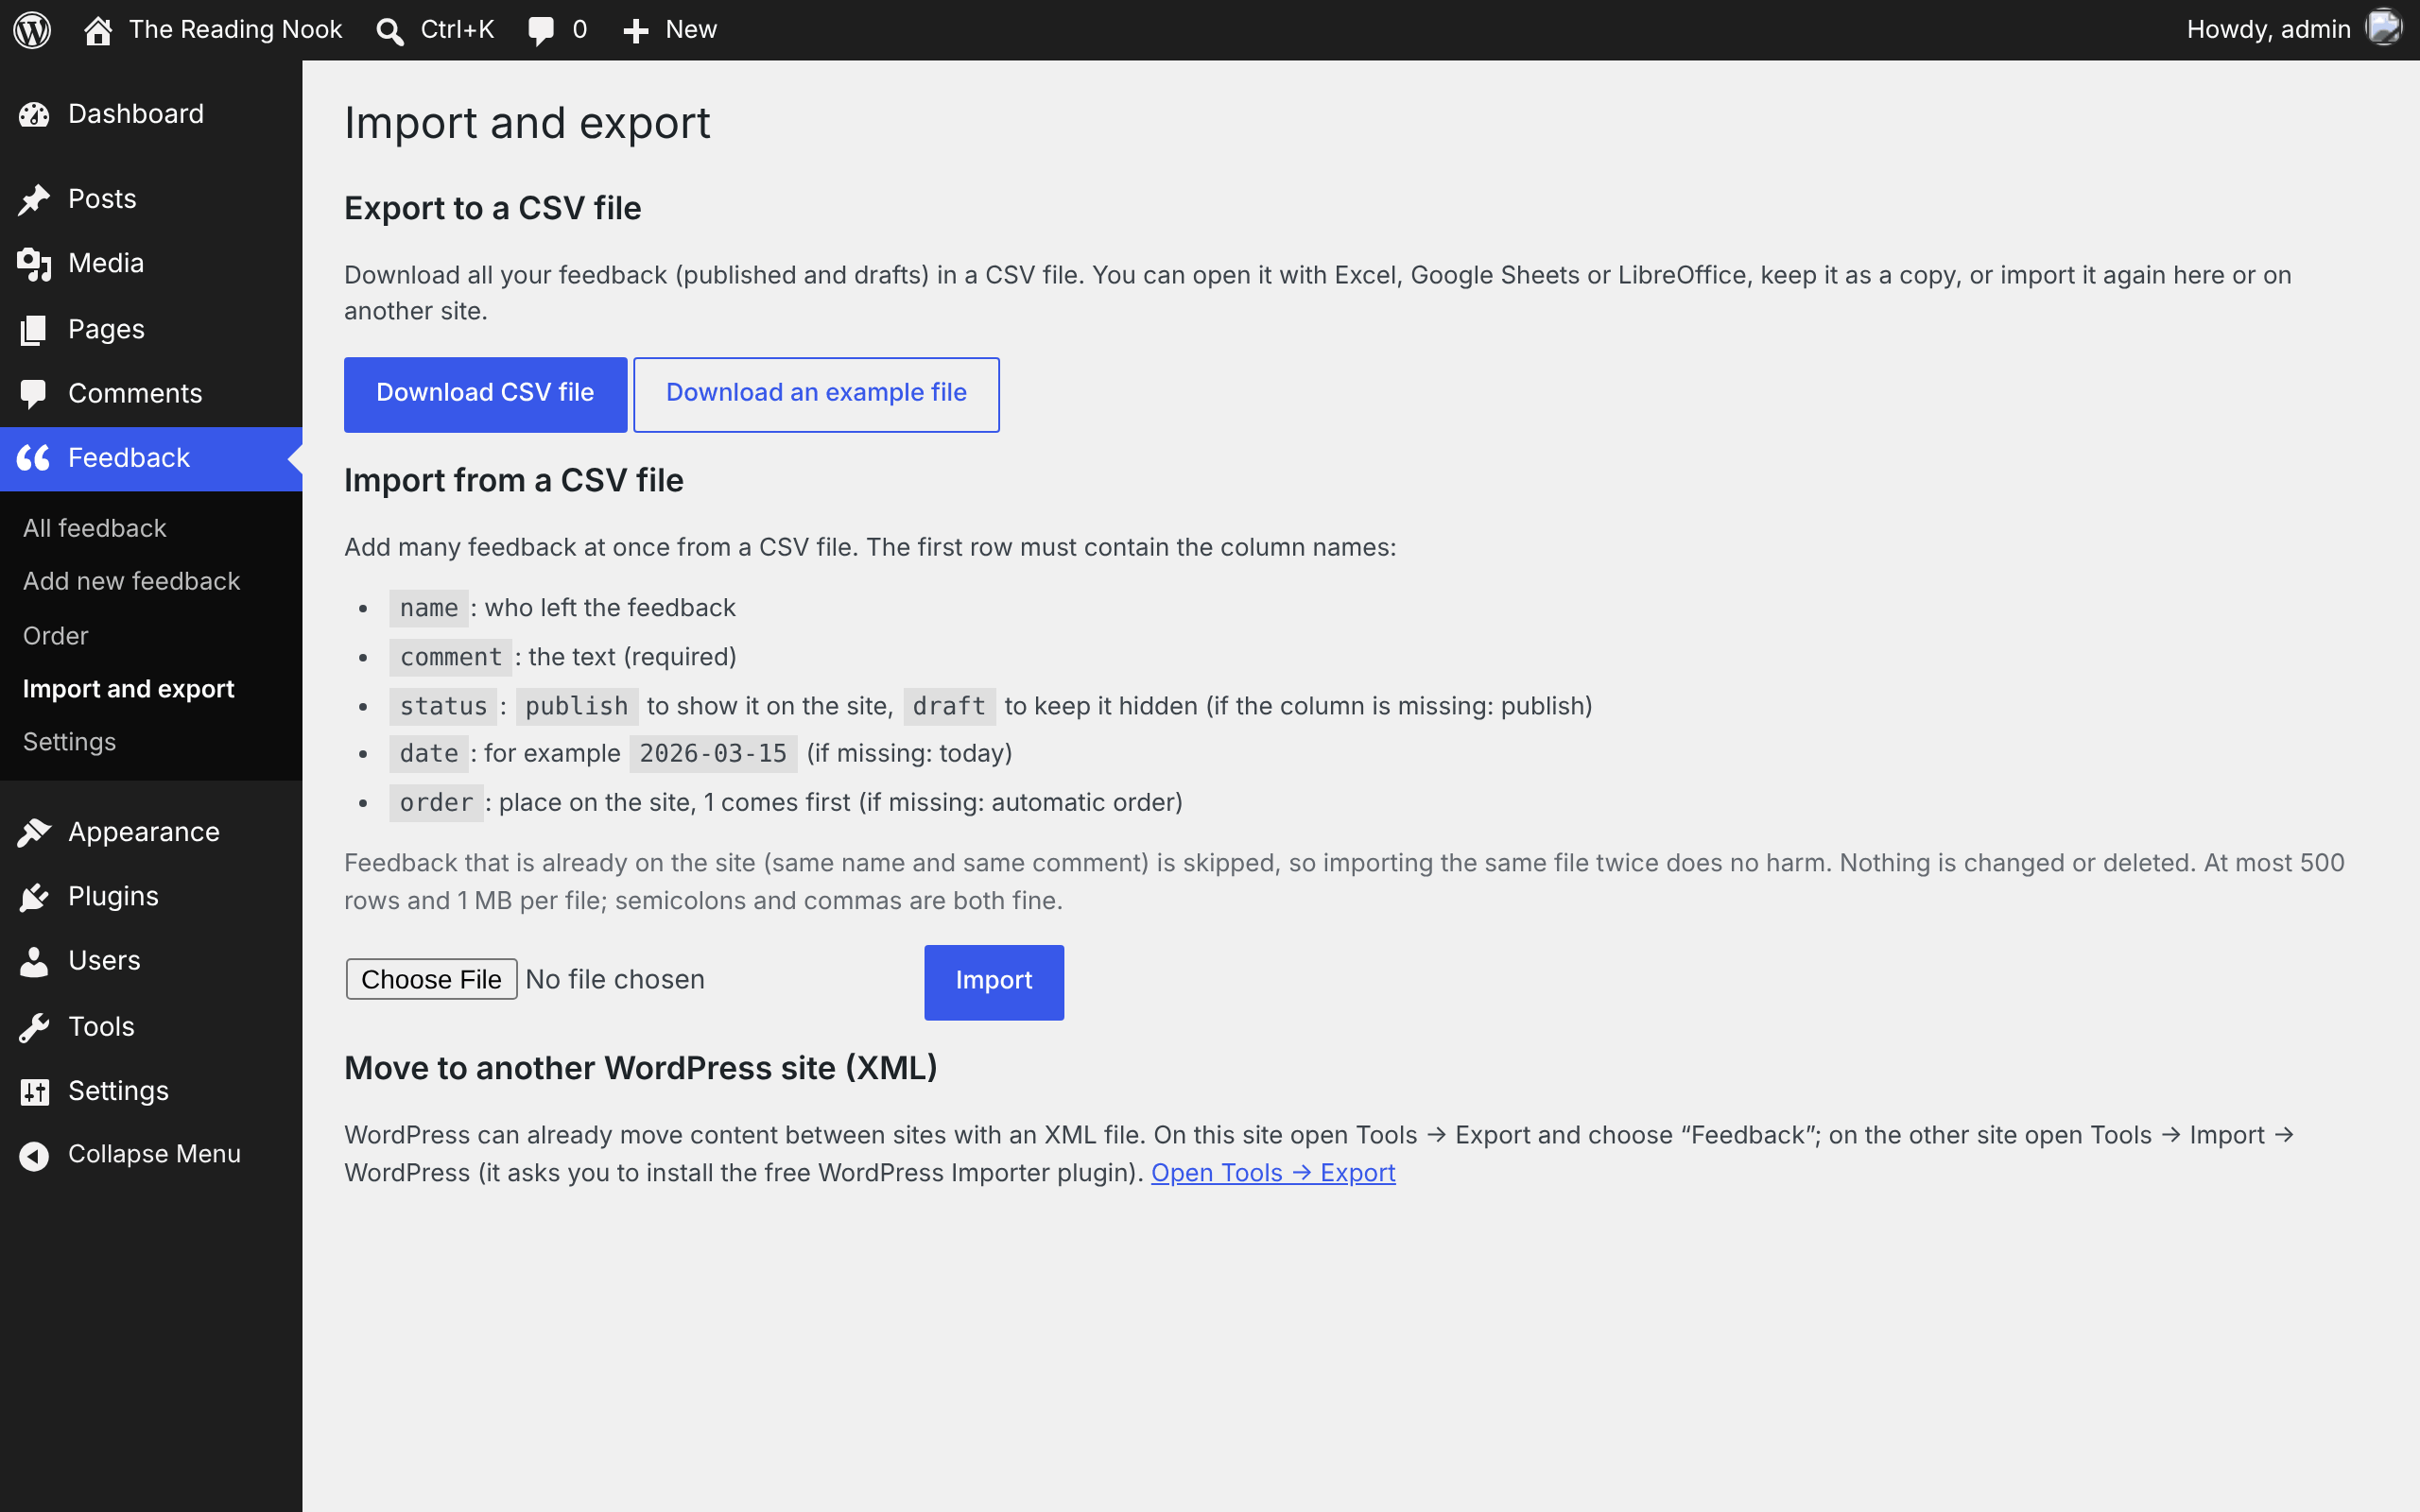 The Reading Nook Ctrl+K 0 New Howdy, admin
Dashboard
Posts
Media
Pages
Comments
Feedback
All feedback
Add new feedback
Order
Import and export
Settings
Appearance
Plugins
Users
Tools
Settings
Collapse Menu
Import and export
Export to a CSV file
Download all your feedback (published and drafts) in a CSV file. You can open it with Excel, Google Sheets or LibreOffice, keep it as a copy, or import it again here or on
another site.
Download CSV file Download an example file
Import from a CSV file
Add many feedback at once from a CSV file. The first row must contain the column names:
• name : who left the feedback
• comment : the text (required)
• status : publish to show it on the site, draft to keep it hidden (if the column is missing: publish)
• date : for example 2026-03-15 (if missing: today)
• order : place on the site, 1 comes first (if missing: automatic order)
Feedback that is already on the site (same name and same comment) is skipped, so importing the same file twice does no harm. Nothing is changed or deleted. At most 500
rows and 1 MB per file; semicolons and commas are both fine.
Choose File No file chosen Import
Move to another WordPress site (XML)
WordPress can already move content between sites with an XML file. On this site open Tools → Export and choose “Feedback”; on the other site open Tools → Import →
WordPress (it asks you to install the free WordPress Importer plugin). Open Tools → Export